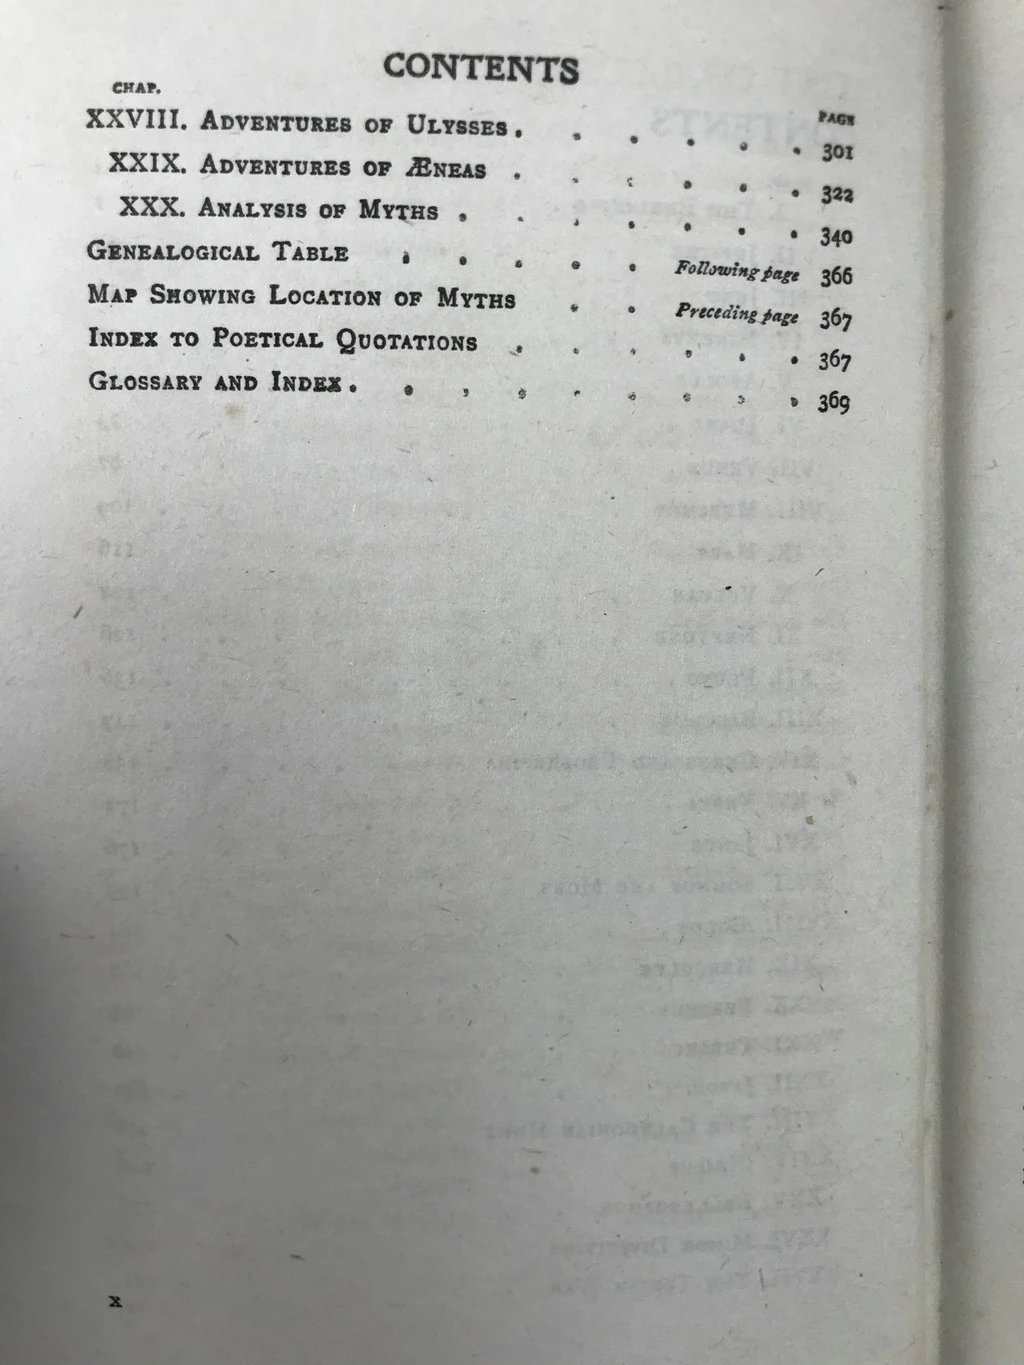 CONTENTS
CHAP. PAGE
XXVIII. ADVENTURES OF ULYSSES . . . . . . 301
XXIX. ADVENTURES OF ÆNEAS . . . . . . 322
XXX. ANALYSIS OF MYTHS . . . . . . . 340
GENEALOGICAL TABLE . . . . . Following page 366
MAP SHOWING LOCATION OF MYTHS . . Preceding page 367
INDEX TO POETICAL QUOTATIONS . . . . . . 367
GLOSSARY AND INDEX . . . . . . . . . 369
x